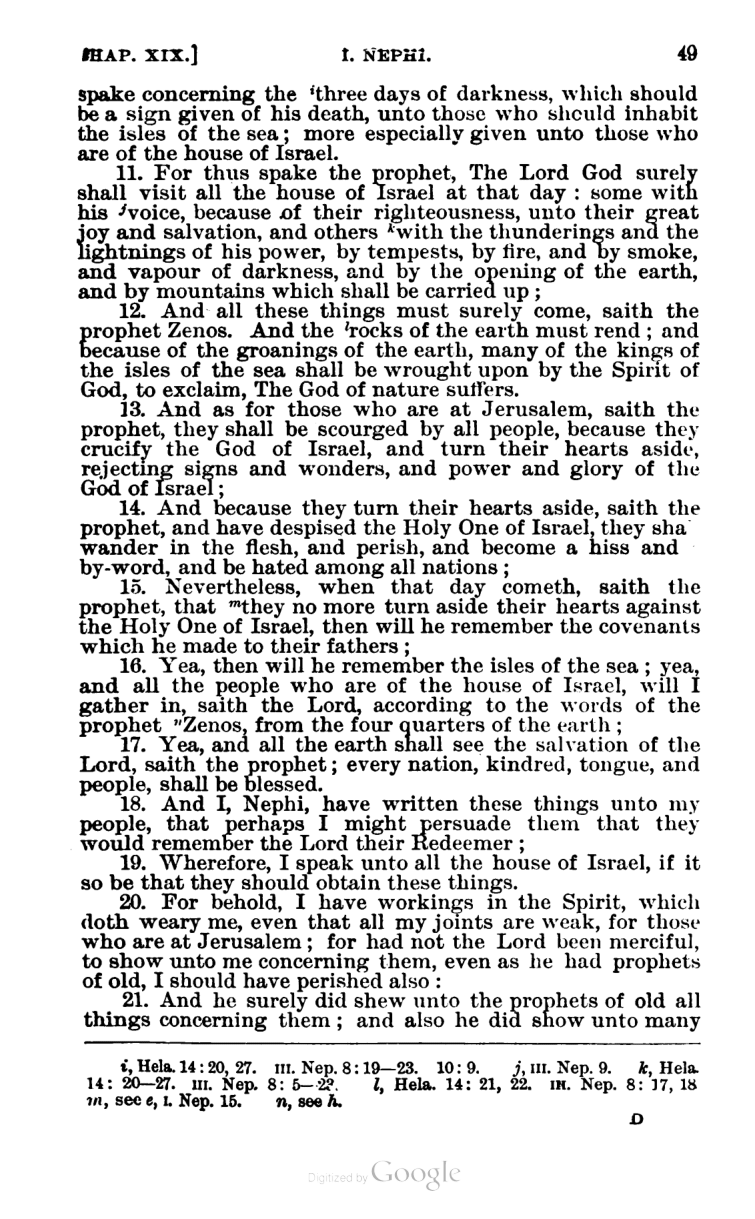 CHAP. XIX.] I. NEPHI. 49
spake concerning the ⁱthree days of darkness, which should
be a sign given of his death, unto those who should inhabit
the isles of the sea; more especially given unto those who
are of the house of Israel.
11. For thus spake the prophet, The Lord God surely
shall visit all the house of Israel at that day: some with
his ʲvoice, because of their righteousness, unto their great
joy and salvation, and others ᵏwith the thunderings and the
lightnings of his power, by tempests, by fire, and by smoke,
and vapour of darkness, and by the opening of the earth,
and by mountains which shall be carried up;
12. And all these things must surely come, saith the
prophet Zenos. And the ˡrocks of the earth must rend; and
because of the groanings of the earth, many of the kings of
the isles of the sea shall be wrought upon by the Spirit of
God, to exclaim, The God of nature suffers.
13. And as for those who are at Jerusalem, saith the
prophet, they shall be scourged by all people, because they
crucify the God of Israel, and turn their hearts aside,
rejecting signs and wonders, and power and glory of the
God of Israel;
14. And because they turn their hearts aside, saith the
prophet, and have despised the Holy One of Israel, they sha
wander in the flesh, and perish, and become a hiss and
by-word, and be hated among all nations;
15. Nevertheless, when that day cometh, saith the
prophet, that ᵐthey no more turn aside their hearts against
the Holy One of Israel, then will he remember the covenants
which he made to their fathers;
16. Yea, then will he remember the isles of the sea; yea,
and all the people who are of the house of Israel, will I
gather in, saith the Lord, according to the words of the
prophet ⁿZenos, from the four quarters of the earth;
17. Yea, and all the earth shall see the salvation of the
Lord, saith the prophet; every nation, kindred, tongue, and
people, shall be blessed.
18. And I, Nephi, have written these things unto my
people, that perhaps I might persuade them that they
would remember the Lord their Redeemer;
19. Wherefore, I speak unto all the house of Israel, if it
so be that they should obtain these things.
20. For behold, I have workings in the Spirit, which
doth weary me, even that all my joints are weak, for those
who are at Jerusalem; for had not the Lord been merciful,
to show unto me concerning them, even as he had prophets
of old, I should have perished also:
21. And he surely did shew unto the prophets of old all
things concerning them; and also he did show unto many
i, Hela. 14:20, 27. III. Nep. 8:19—23. 10:9. j, III. Nep. 9. k, Hela.
14: 20—27. III. Nep. 8: 5—23. l, Hela. 14: 21, 22. III. Nep. 8: 17, 18
m, see e, I. Nep. 15. n, see h.
D
Digitized by Google